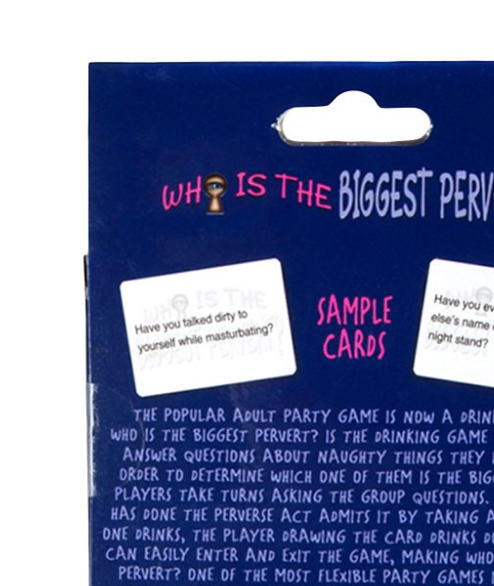 WHO IS THE BIGGEST PERV
Have you talked dirty to
yourself while masturbating?
SAMPLE
CARDS
Have you ev
else's name
night stand?
THE POPULAR ADULT PARTY GAME IS NOW A DRIN
WHO IS THE BIGGEST PERVERT? IS THE DRINKING GAME
ANSWER QUESTIONS ABOUT NAUGHTY THINGS THEY
ORDER TO DETERMINE WHICH ONE OF THEM IS THE BIG
PLAYERS TAKE TURNS ASKING THE GROUP QUESTIONS.
HAS DONE THE PERVERSE ACT ADMITS IT BY TAKING A
ONE DRINKS, THE PLAYER DRAWING THE CARD DRINKS
CAN EASILY ENTER AND EXIT THE GAME, MAKING WHO
PERVERT? ONE OF THE MOST FLEXIBLE PARTY GAMES